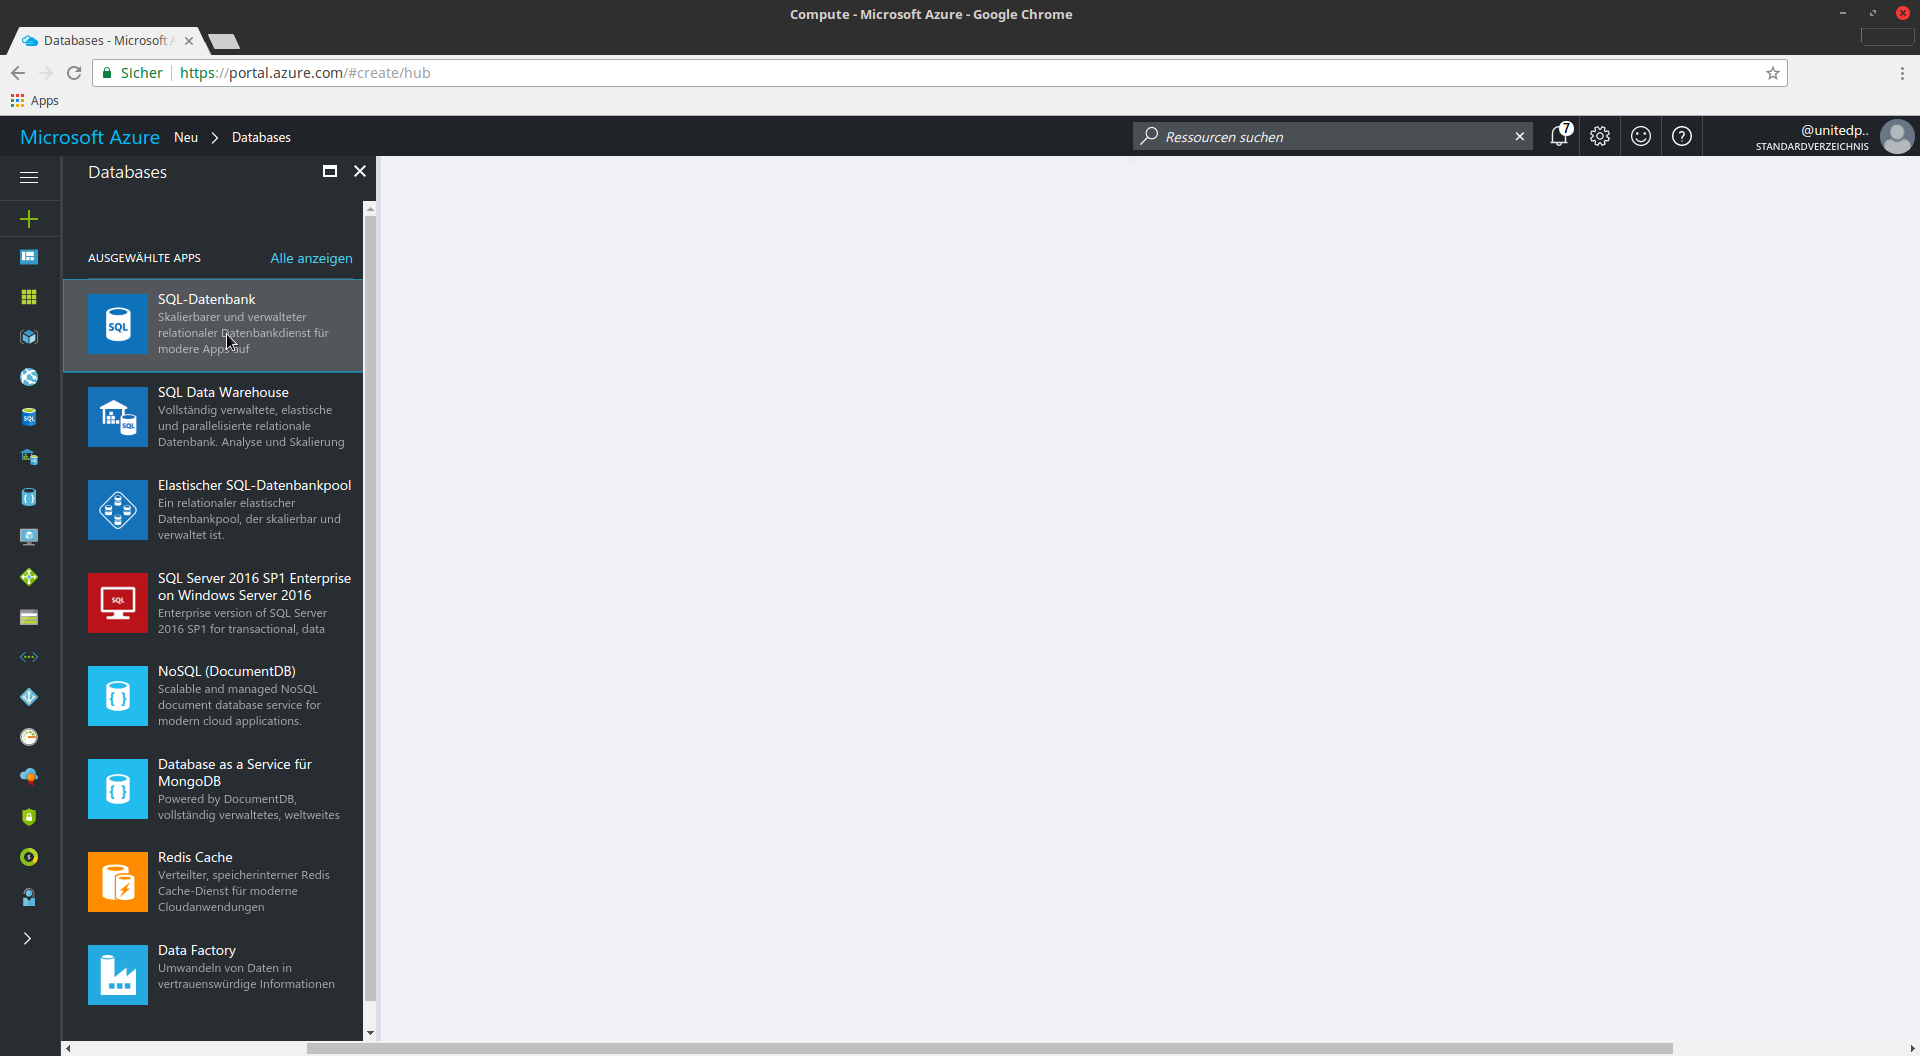 Compute - Microsoft Azure - Google Chrome
Databases - Microsoft A
Sicher https://portal.azure.com/#create/hub
Apps
Microsoft Azure Neu Databases Ressourcen suchen 7 @unitedp..
STANDARDVERZEICHNIS
Databases
AUSGEWÄHLTE APPS Alle anzeigen
SQL
SQL-Datenbank
Skalierbarer und verwalteter
relationaler Datenbankdienst für
modere Apps auf
SQL
SQL Data Warehouse
Vollständig verwaltete, elastische
und parallelisierte relationale
Datenbank. Analyse und Skalierung
Elastischer SQL-Datenbankpool
Ein relationaler elastischer
Datenbankpool, der skalierbar und
verwaltet ist.
SQL
SQL Server 2016 SP1 Enterprise
on Windows Server 2016
Enterprise version of SQL Server
2016 SP1 for transactional, data
NoSQL (DocumentDB)
Scalable and managed NoSQL
document database service for
modern cloud applications.
Database as a Service für
MongoDB
Powered by DocumentDB,
vollständig verwaltetes, weltweites
Redis Cache
Verteilter, speicherinterner Redis
Cache-Dienst für moderne
Cloudanwendungen
Data Factory
Umwandeln von Daten in
vertrauenswürdige Informationen